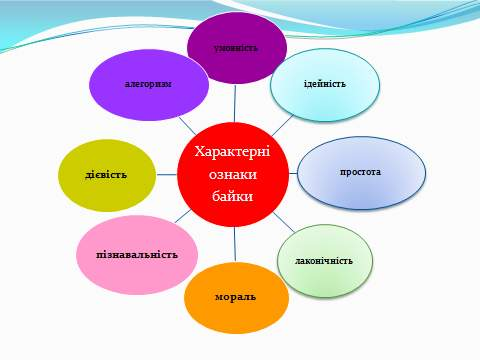 умовність
алегоризм
ідейність
Характерні
ознаки
байки
простота
дієвість
пізнавальність
лаконічність
мораль